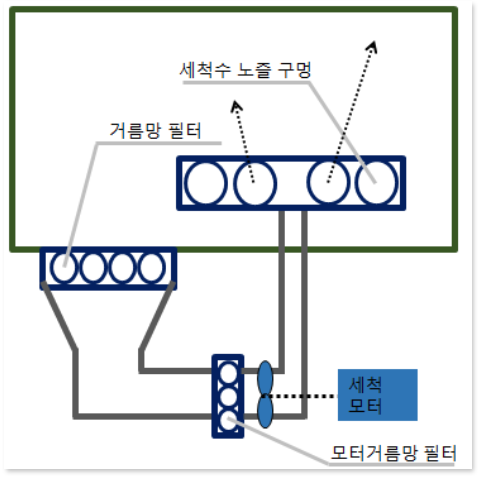 세척수 노즐 구멍
거름망 필터
세척
모터
모터거름망 필터